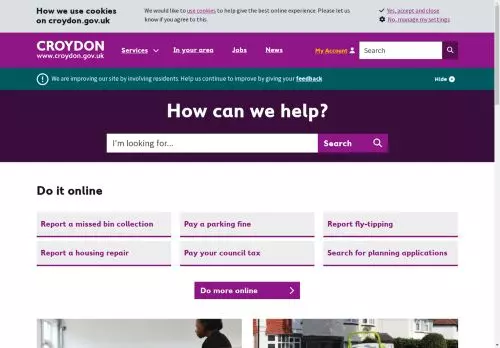 How we use cookies
on croydon.gov.uk
We would like to use cookies to help give the best online experience. Please let
us know if you agree to this.
Yes, accept and close
No, manage my settings
CROYDON
www.croydon.gov.uk
Services
In your area
Jobs
News
My Account
Search
We are improving our site by involving residents. Help us continue to improve by giving your feedback
Hide
How can we help?
I'm looking for...
Search
Do it online
Report a missed bin collection
Pay a parking fine
Report fly-tipping
Report a housing repair
Pay your council tax
Search for planning applications
Do more online